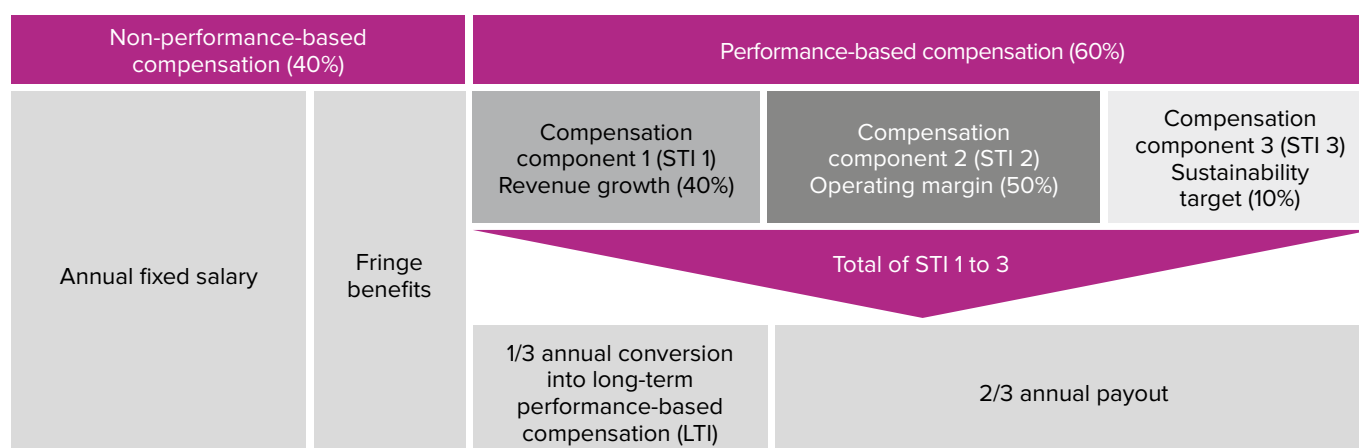 Non-performance-based
compensation (40%)
Performance-based compensation (60%)
Annual fixed salary
Fringe
benefits
Compensation
component 1 (STI 1)
Revenue growth (40%)
Compensation
component 2 (STI 2)
Operating margin (50%)
Compensation
component 3 (STI 3)
Sustainability
target (10%)
Total of STI 1 to 3
1/3 annual conversion
into long-term
performance-based
compensation (LTI)
2/3 annual payout